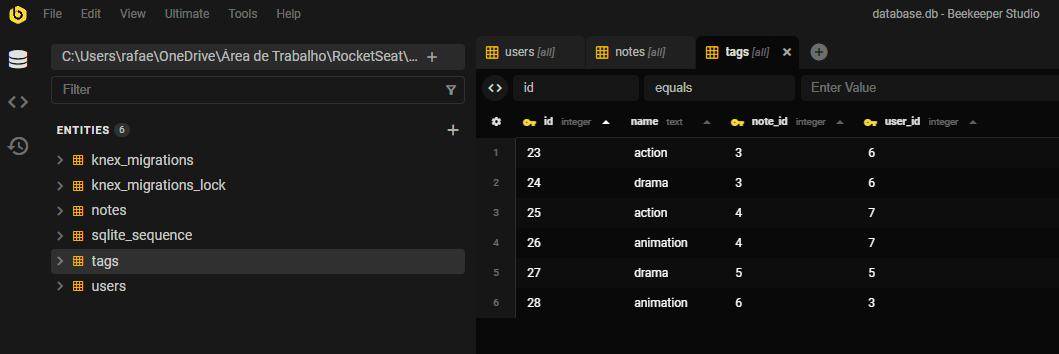 File Edit View Ultimate Tools Help database.db - Beekeeper Studio
C:\Users\rafae\OneDrive\Área de Trabalho\RocketSeat\... +
Filter
ENTITIES 6 +
knex_migrations
knex_migrations_lock
notes
sqlite_sequence
tags
users
users [all] notes [all] tags [all] × +
<> id equals Enter Value
id integer name text note_id integer user_id integer
1 23 action 3 6
2 24 drama 3 6
3 25 action 4 7
4 26 animation 4 7
5 27 drama 5 5
6 28 animation 6 3